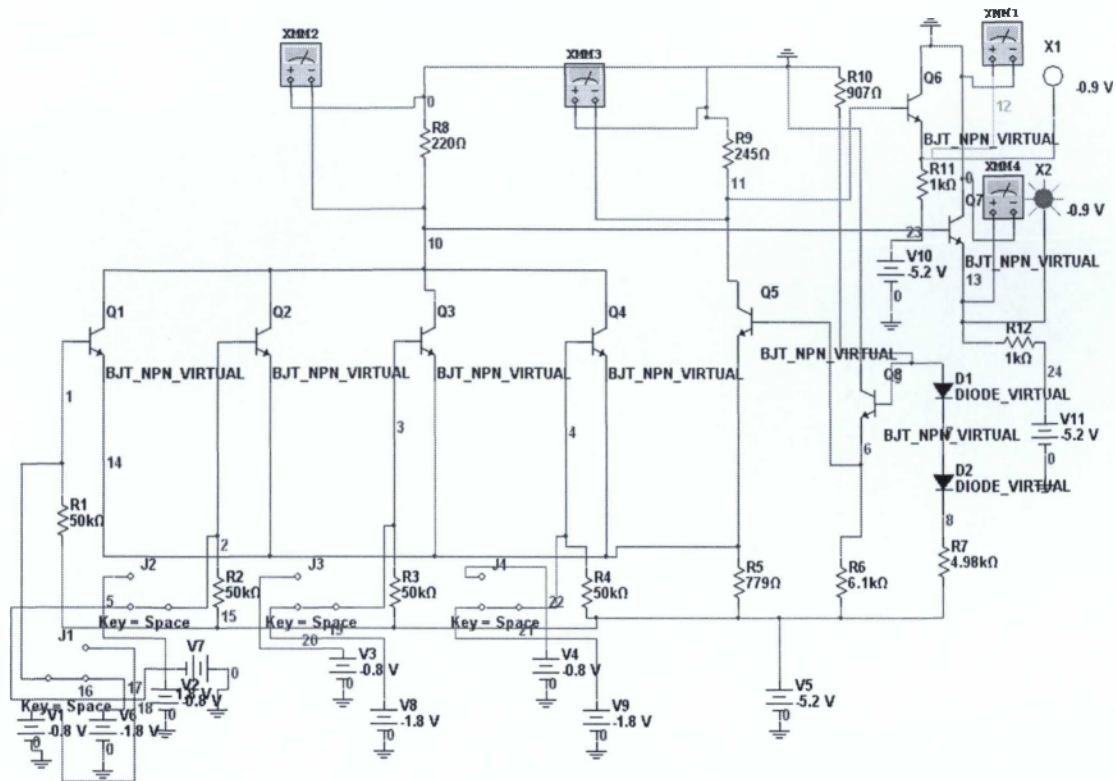 XMM2
XMM3
XMM1
X1
-0.9 V
R10
907Ω
Q6
12
0
R8
220Ω
R9
245Ω
BJT_NPN_VIRTUAL
R11
1kΩ
0
XMM4
X2
-0.9 V
11
Q7
10
23
V10
-5.2 V
0
BJT_NPN_VIRTUAL
13
Q1
Q2
Q3
Q4
Q5
R12
1kΩ
24
BJT_NPN_VIRTUAL
BJT_NPN_VIRTUAL
BJT_NPN_VIRTUAL
BJT_NPN_VIRTUAL
BJT_NPN_VIRTUAL
Q8
9
D1
DIODE_VIRTUAL
1
3
4
BJT_NPN_VIRTUAL
6
7
V11
-5.2 V
0
14
D2
DIODE_VIRTUAL
R1
50kΩ
8
2
J2
J3
J4
R2
50kΩ
R3
50kΩ
R4
50kΩ
R5
779Ω
R6
6.1kΩ
R7
4.98kΩ
5
15
22
Key = Space
Key = Space
Key = Space
J1
20
19
21
V7
0
V3
-0.8 V
0
V4
-0.8 V
0
16
17
18
V2
-0.8 V
0
V5
-5.2 V
0
Key = Space
V1
-0.8 V
0
V6
-1.8 V
0
V8
-1.8 V
0
V9
-1.8 V
0